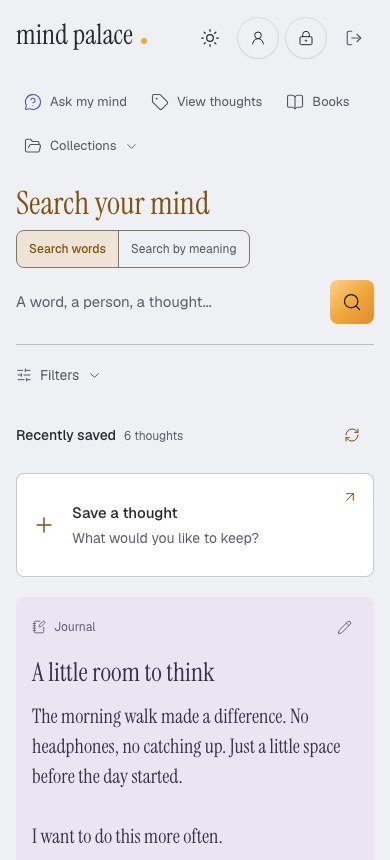 mind palace
Ask my mind
View thoughts
Books
Collections
Search your mind
Search words
Search by meaning
A word, a person, a thought...
Filters
Recently saved 6 thoughts
Save a thought
What would you like to keep?
Journal
A little room to think
The morning walk made a difference. No
headphones, no catching up. Just a little space
before the day started.
I want to do this more often.